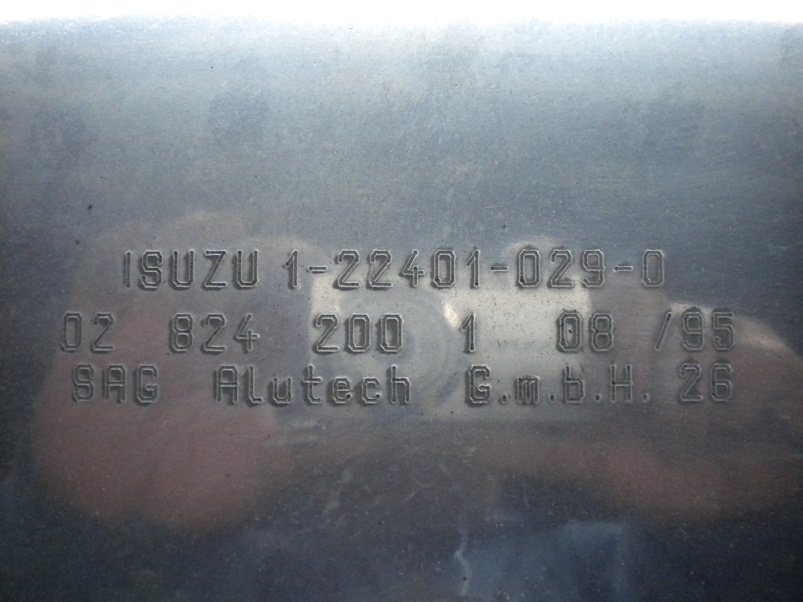 ISUZU 1-22401-029-0
02 824 200 1 08 /95
SAG Alutech G.m.b.H. 26